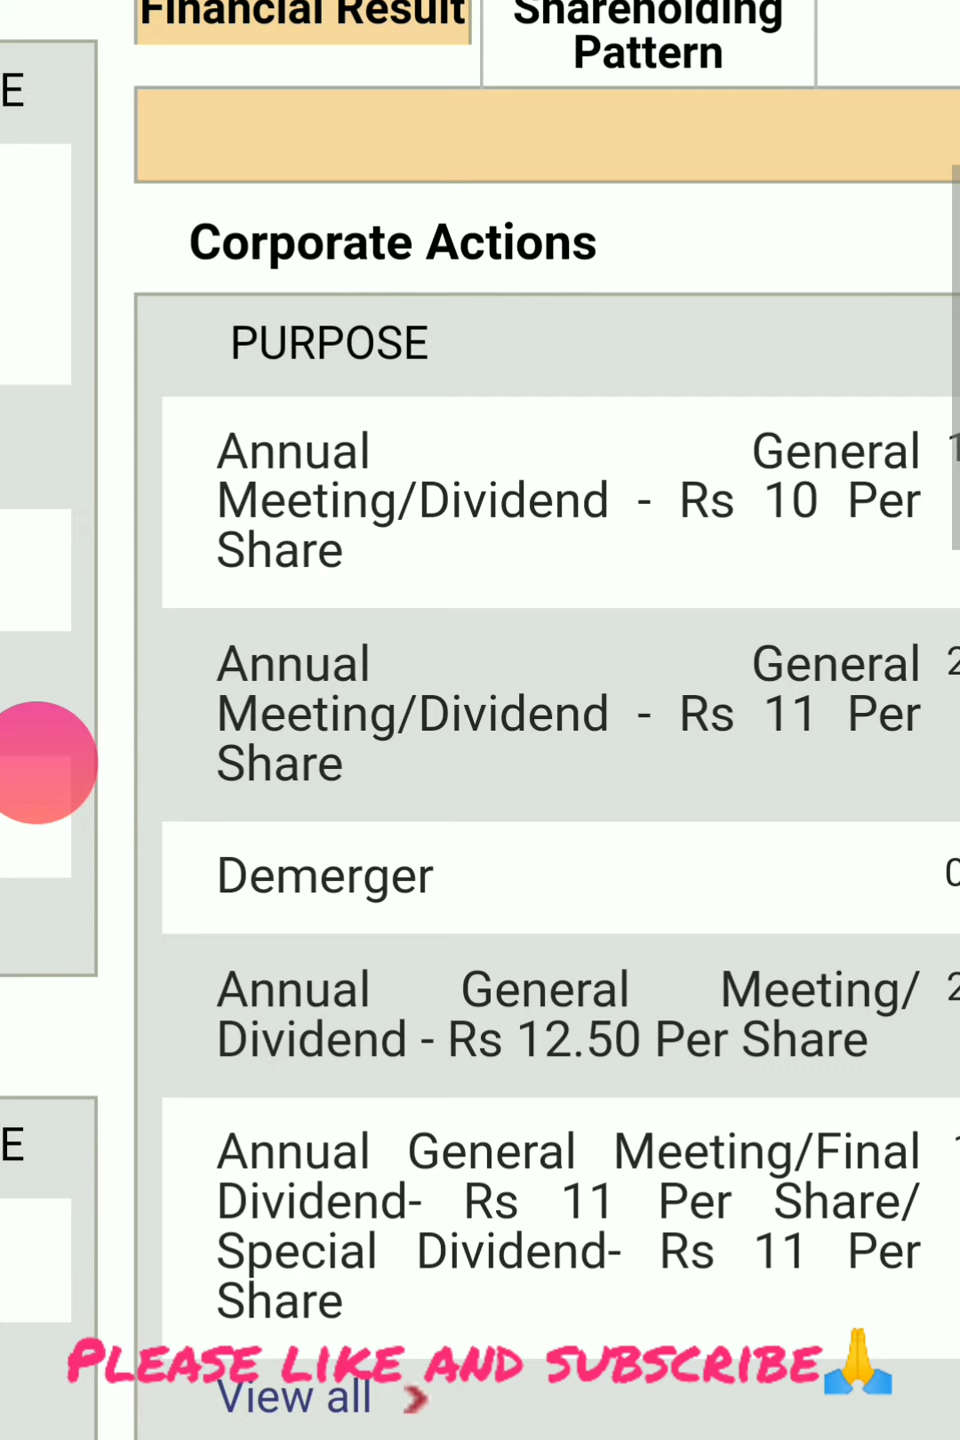 Financial Result
Shareholding
Pattern
E
Corporate Actions
PURPOSE
Annual General
Meeting/Dividend - Rs 10 Per
Share
Annual General
Meeting/Dividend - Rs 11 Per
Share
Demerger
Annual General Meeting/
Dividend - Rs 12.50 Per Share
E
Annual General Meeting/Final
Dividend- Rs 11 Per Share/
Special Dividend- Rs 11 Per
Share
PLEASE LIKE AND SUBSCRIBE🙏
View all